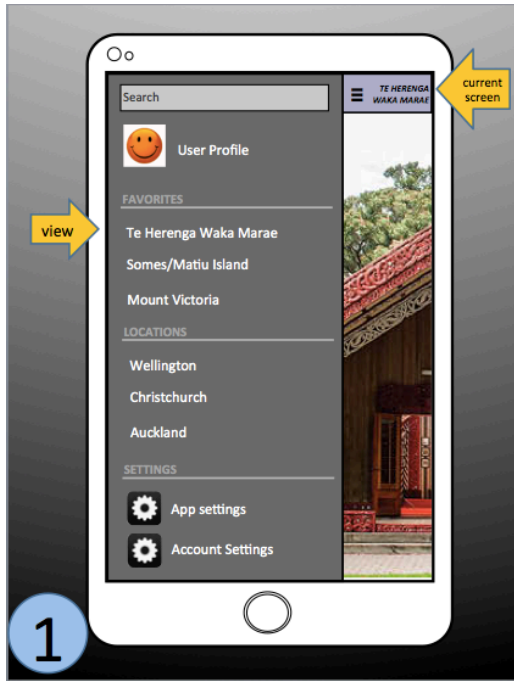 Search
TE HERENGA
WAKA MARAE
current
screen
User Profile
FAVORITES
view
Te Herenga Waka Marae
Somes/Matiu Island
Mount Victoria
LOCATIONS
Wellington
Christchurch
Auckland
SETTINGS
App settings
Account Settings
1